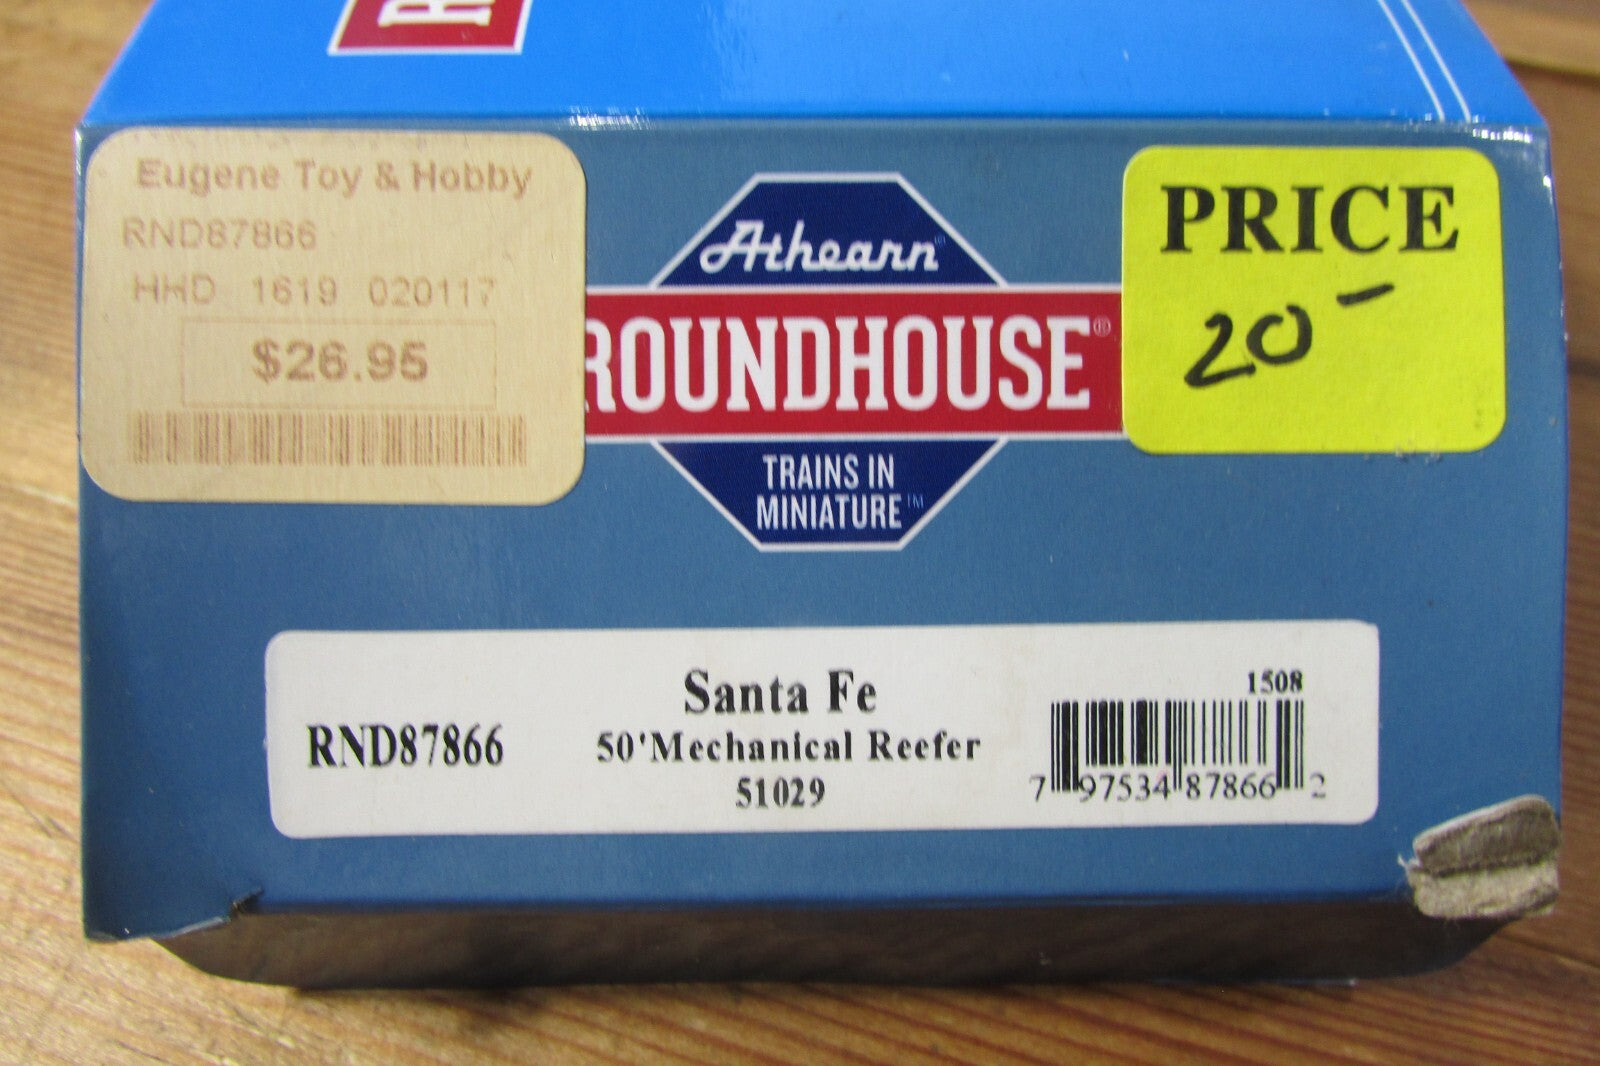 R
Eugene Toy & Hobby
RND87866
HHD 1619 020117
$26.95
Athearn
ROUNDHOUSE®
TRAINS IN
MINIATURE™
PRICE
20-
Santa Fe
RND87866
50'Mechanical Reefer
51029
1508
7 97534 87866 2